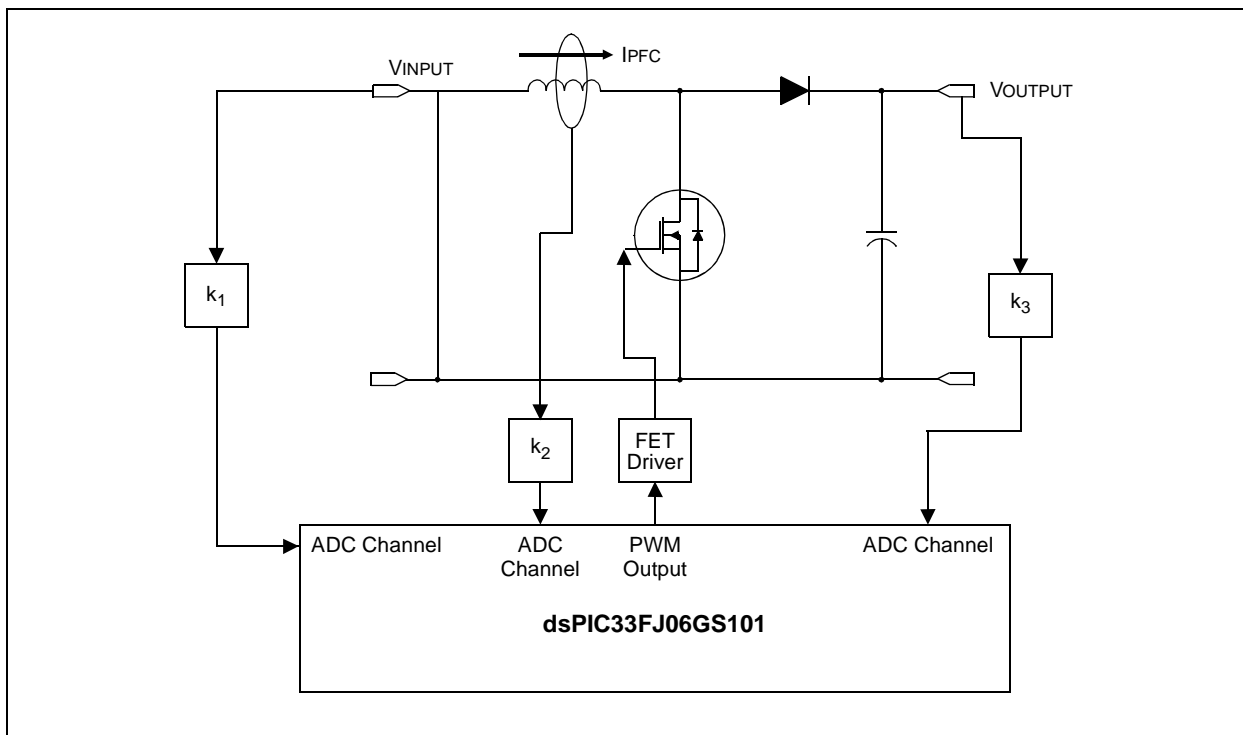 IPFC
VINPUT
VOUTPUT
k1
k3
k2
FET
Driver
ADC Channel
ADC
Channel
PWM
Output
ADC Channel
dsPIC33FJ06GS101